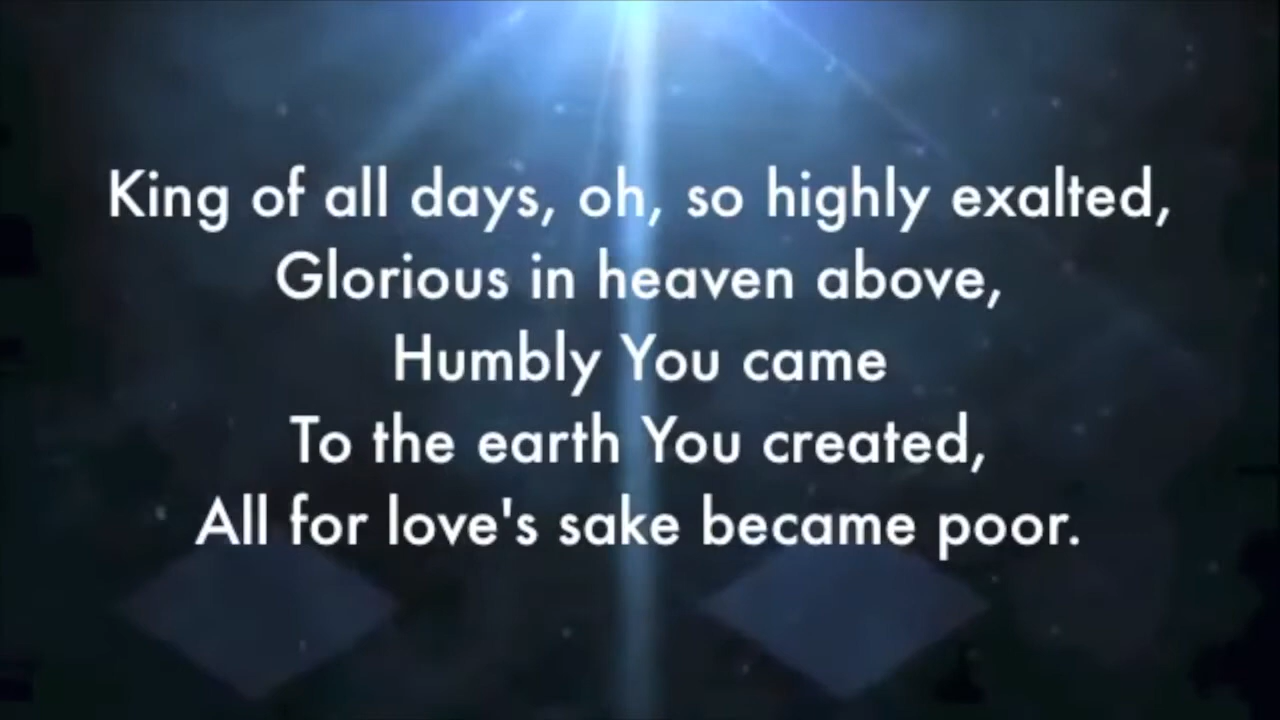 King of all days, oh, so highly exalted,
Glorious in heaven above,
Humbly You came
To the earth You created,
All for love's sake became poor.